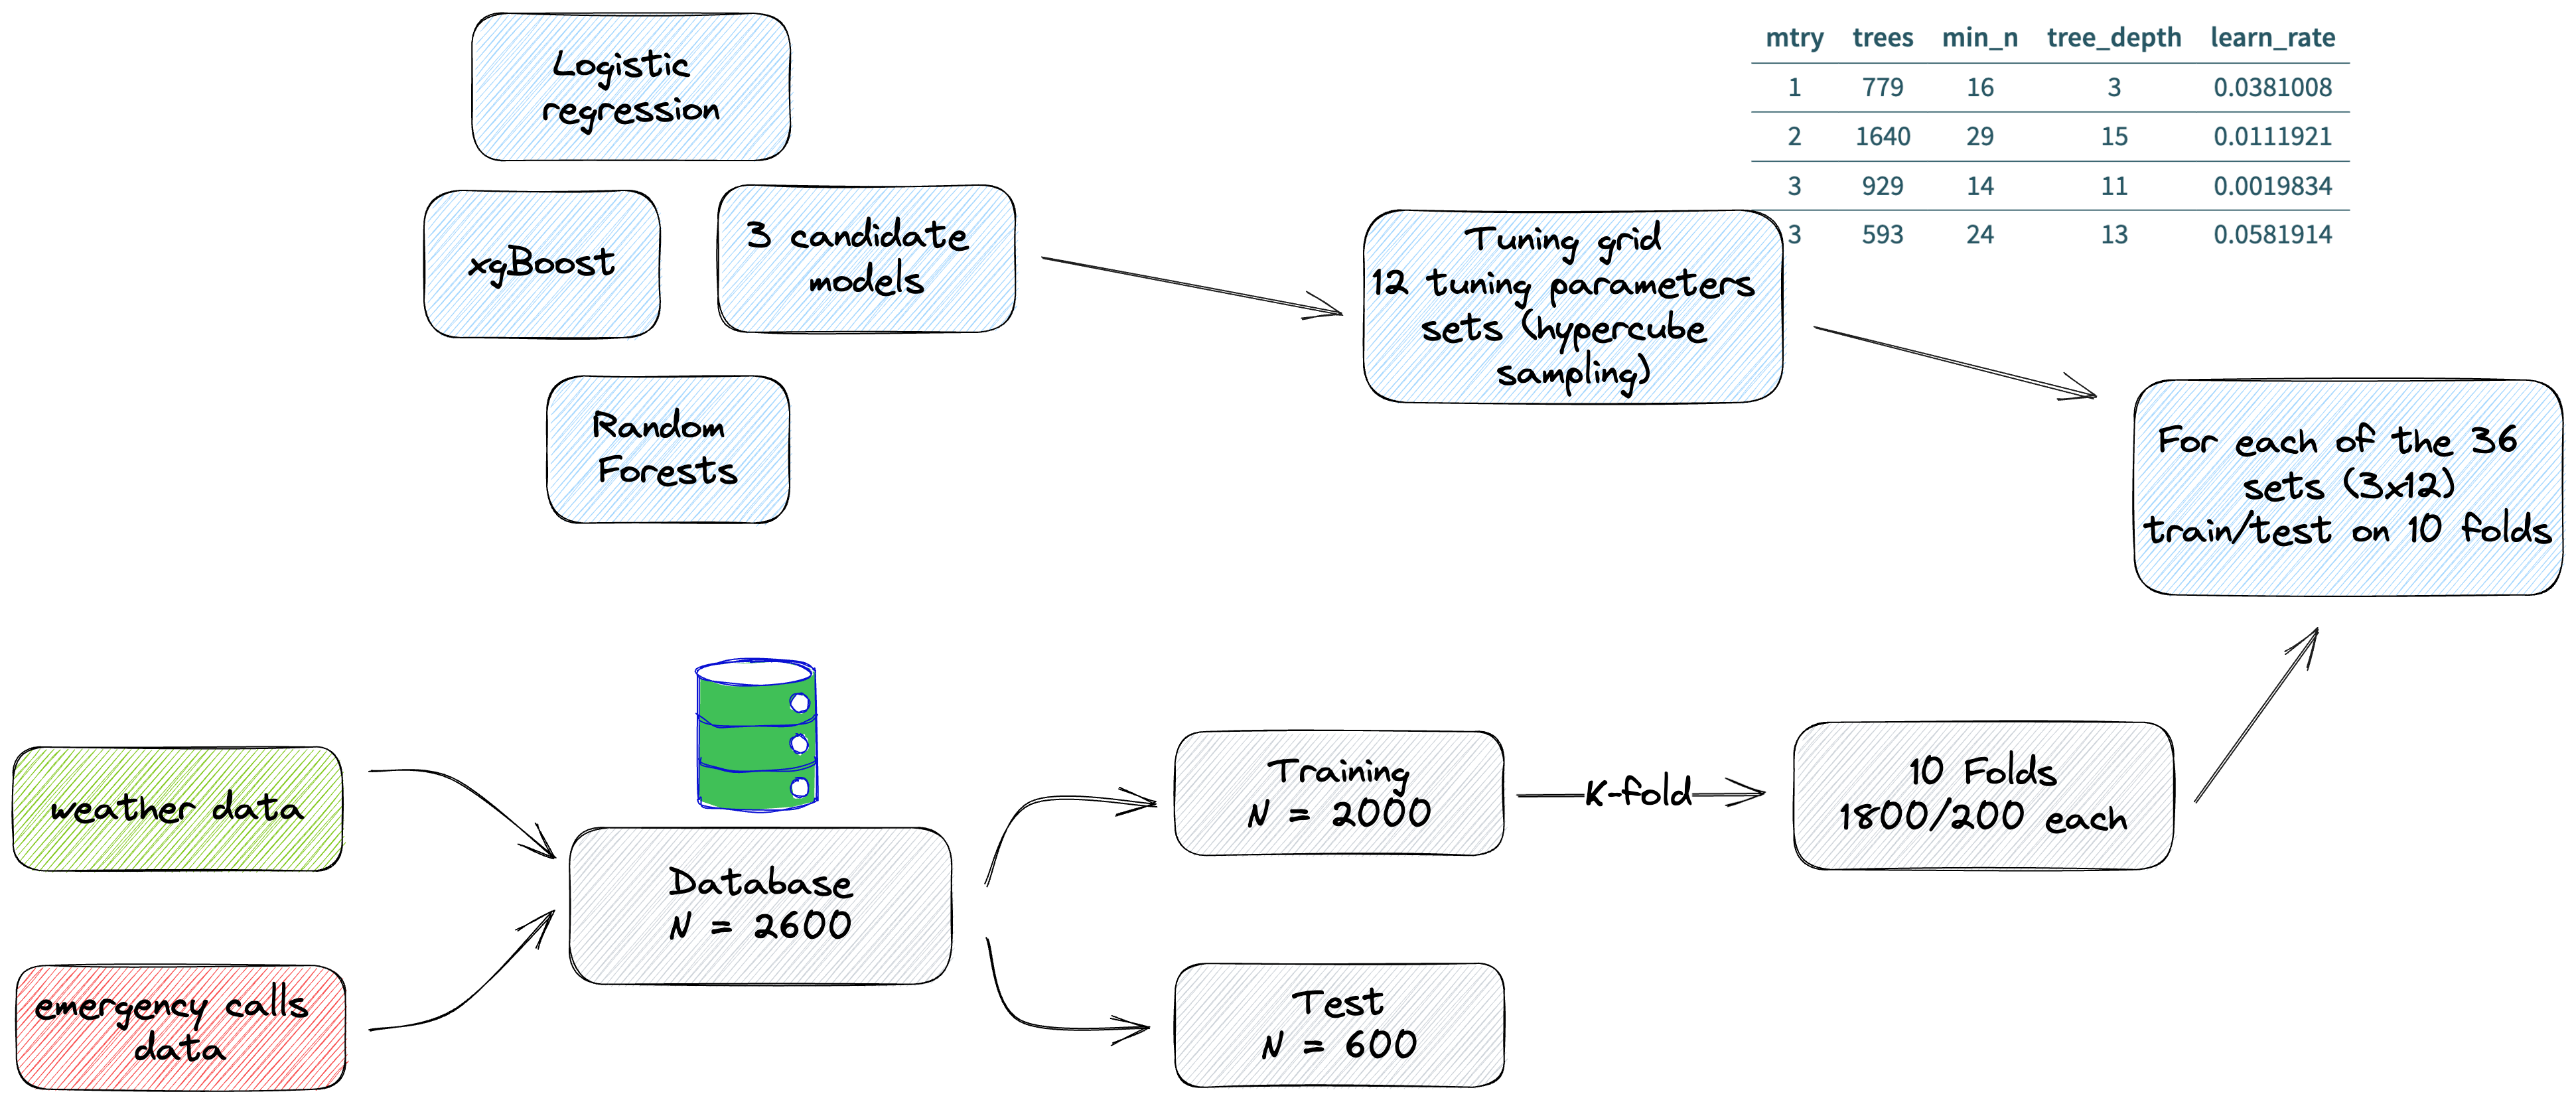 Logistic
regression
xgBoost
3 candidate
models
Random
Forests
mtry trees min_n tree_depth learn_rate
1 779 16 3 0.0381008
2 1640 29 15 0.0111921
3 929 14 11 0.0019834
3 593 24 13 0.0581914
Tuning grid
12 tuning parameters
sets (hypercube
sampling)
For each of the 36
sets (3x12)
train/test on 10 folds
weather data
emergency calls
data
Database
N = 2600
Training
N = 2000
K-fold
10 Folds
1800/200 each
Test
N = 600